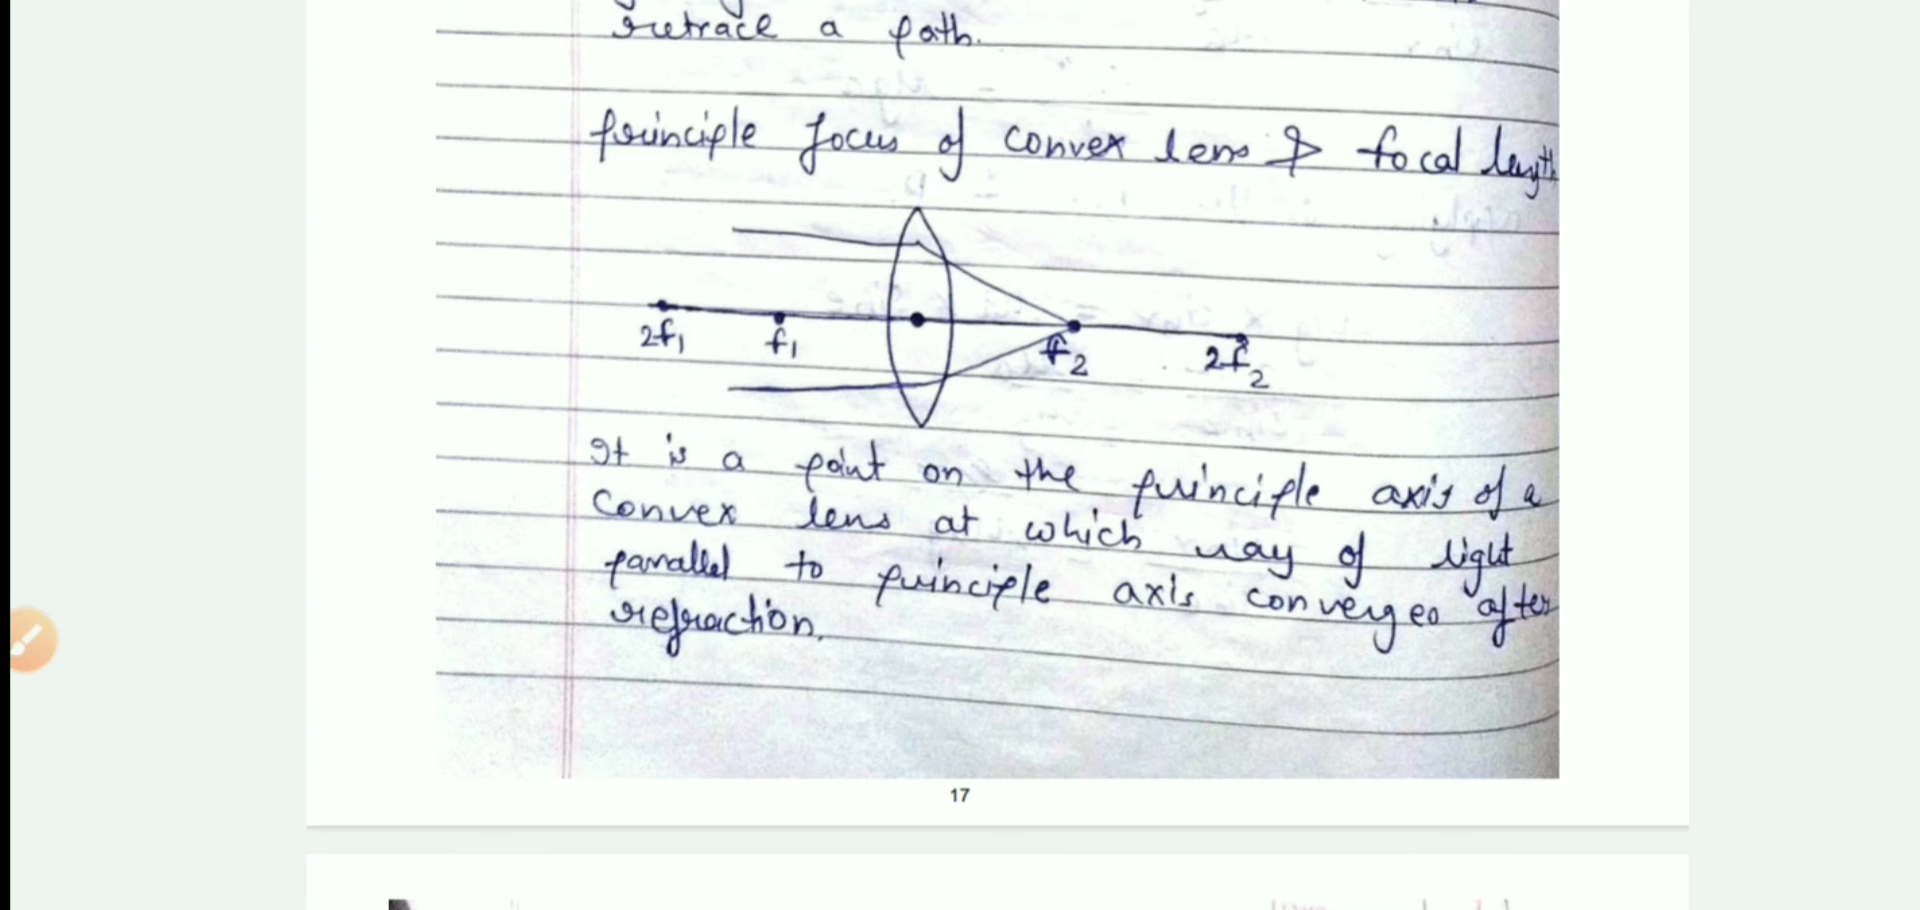 retrace a path.
principle focus of convex lens & focal length
2f1 f1 f2 2f2
It is a point on the principle axis of a
Convex lens at which ray of light
parallel to principle axis converges after
refraction.
17